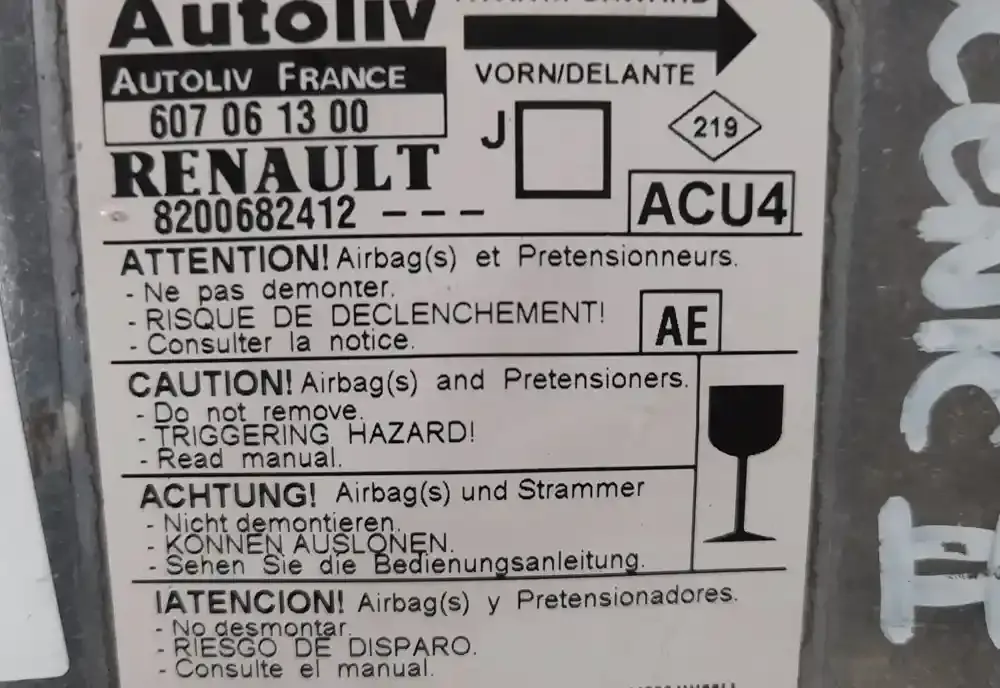 Autoliv
AUTOLIV FRANCE
607 06 13 00
VORN/DELANTE
J
219
RENAULT
8200682412 ---
ACU4
ATTENTION! Airbag(s) et Pretensionneurs.
- Ne pas demonter.
- RISQUE DE DECLENCHEMENT!
- Consulter la notice.
AE
CAUTION! Airbag(s) and Pretensioners.
- Do not remove.
- TRIGGERING HAZARD!
- Read manual.
ACHTUNG! Airbag(s) und Strammer
- Nicht demontieren.
- KONNEN AUSLONEN.
- Sehen Sie die Bedienungsanleitung.
IATENCION! Airbag(s) y Pretensionadores.
- No desmontar.
- RIESGO DE DISPARO.
- Consulte el manual.
CENIC II